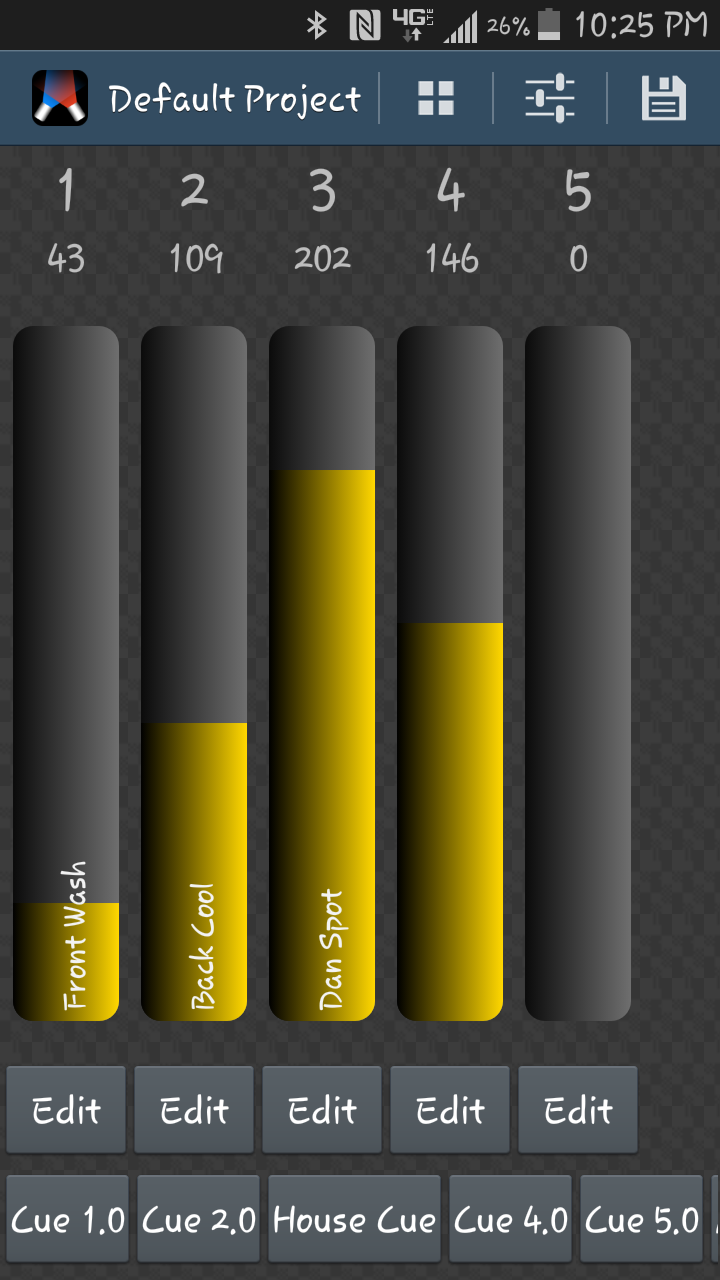 4G LTE 26% 10:25 PM
Default Project
1 2 3 4 5
43 109 202 146 0
Front Wash
Back Cool
Dan Spot
Edit Edit Edit Edit Edit
Cue 1.0 Cue 2.0 House Cue Cue 4.0 Cue 5.0